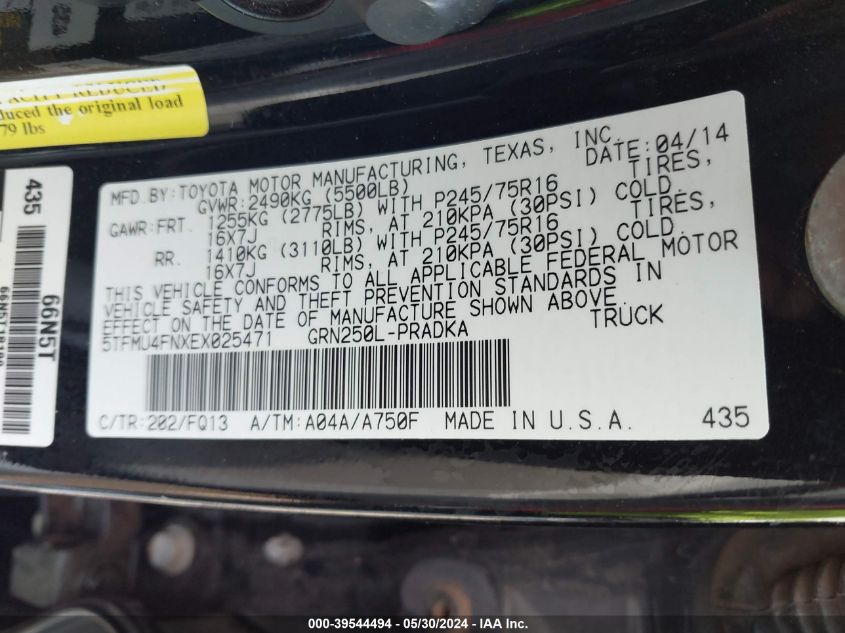 REDUCED
duced the original load
79 lbs
435
66N5T
MFD.BY:TOYOTA MOTOR MANUFACTURING, TEXAS, INC.
DATE:04/14
GVWR:2490KG (5500LB)
GAWR:FRT. 1255KG (2775LB) WITH P245/75R16 TIRES,
16X7J RIMS, AT 210KPA (30PSI) COLD.
RR. 1410KG (3110LB) WITH P245/75R16 TIRES,
16X7J RIMS, AT 210KPA (30PSI) COLD.
THIS VEHICLE CONFORMS TO ALL APPLICABLE FEDERAL MOTOR
VEHICLE SAFETY AND THEFT PREVENTION STANDARDS IN
EFFECT ON THE DATE OF MANUFACTURE SHOWN ABOVE.
5TFMU4FNXEX025471 GRN250L-PRADKA TRUCK
C/TR:202/FQ13 A/TM:A04A/A750F MADE IN U.S.A. 435
000-39544494 - 05/30/2024 - IAA Inc.